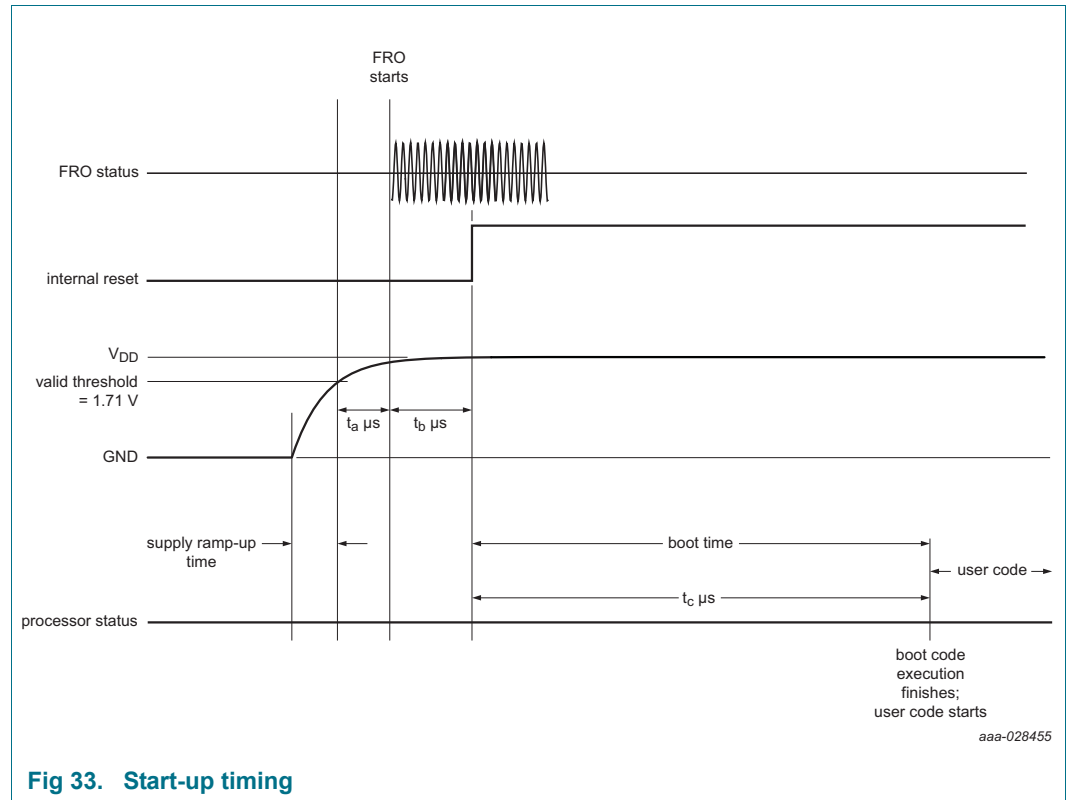 FRO
starts
FRO status
internal reset
VDD
valid threshold
= 1.71 V
ta μs
tb μs
GND
supply ramp-up
time
boot time
user code
tc μs
processor status
boot code
execution
finishes;
user code starts
aaa-028455
Fig 33. Start-up timing